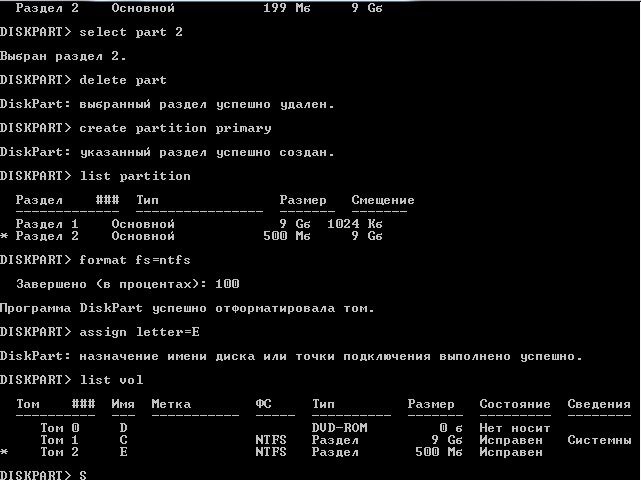 Раздел 2    Основной    199 Мб    9 Gб
DISKPART> select part 2
Выбран раздел 2.
DISKPART> delete part
DiskPart: выбранный раздел успешно удален.
DISKPART> create partition primary
DiskPart: указанный раздел успешно создан.
DISKPART> list partition
Раздел    ###  Тип    Размер    Смещение
-------------  ----------------  -------  -------
Раздел 1    Основной    9 Gб  1024 Кб
* Раздел 2    Основной    500 Мб    9 Gб
DISKPART> format fs=ntfs
Завершено (в процентах): 100
Программа DiskPart успешно отформатировала том.
DISKPART> assign letter=E
DiskPart: назначение имени диска или точки подключения выполнено успешно.
DISKPART> list vol
Том    ###  Имя  Метка    ФС    Тип    Размер   Состояние  Сведения
----------  ---  -----------  -----  ----------  -------  ---------  --------
Том 0    D    DVD-ROM    0 б  Нет носит
Том 1    C    NTFS   Раздел    9 Gб  Исправен   Системны
* Том 2    E    NTFS   Раздел    500 Мб  Исправен
DISKPART> S